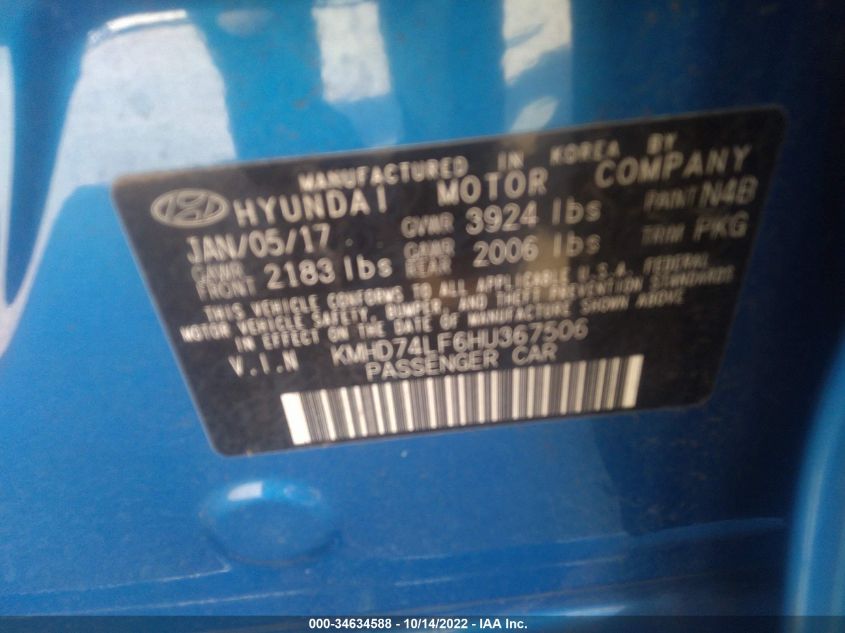 MANUFACTURED IN KOREA BY
HYUNDAI MOTOR COMPANY
JAN/05/17 GVWR 3924 lbs PAINT N4B
GAWR FRONT 2183 lbs GAWR REAR 2006 lbs TRIM PKG
THIS VEHICLE CONFORMS TO ALL APPLICABLE U.S.A. FEDERAL
MOTOR VEHICLE SAFETY, BUMPER, AND THEFT PREVENTION STANDARDS
IN EFFECT ON THE DATE OF MANUFACTURE SHOWN ABOVE
V.I.N KMHD74LF6HU367506
PASSENGER CAR
000-34634588 - 10/14/2022 - IAA Inc.